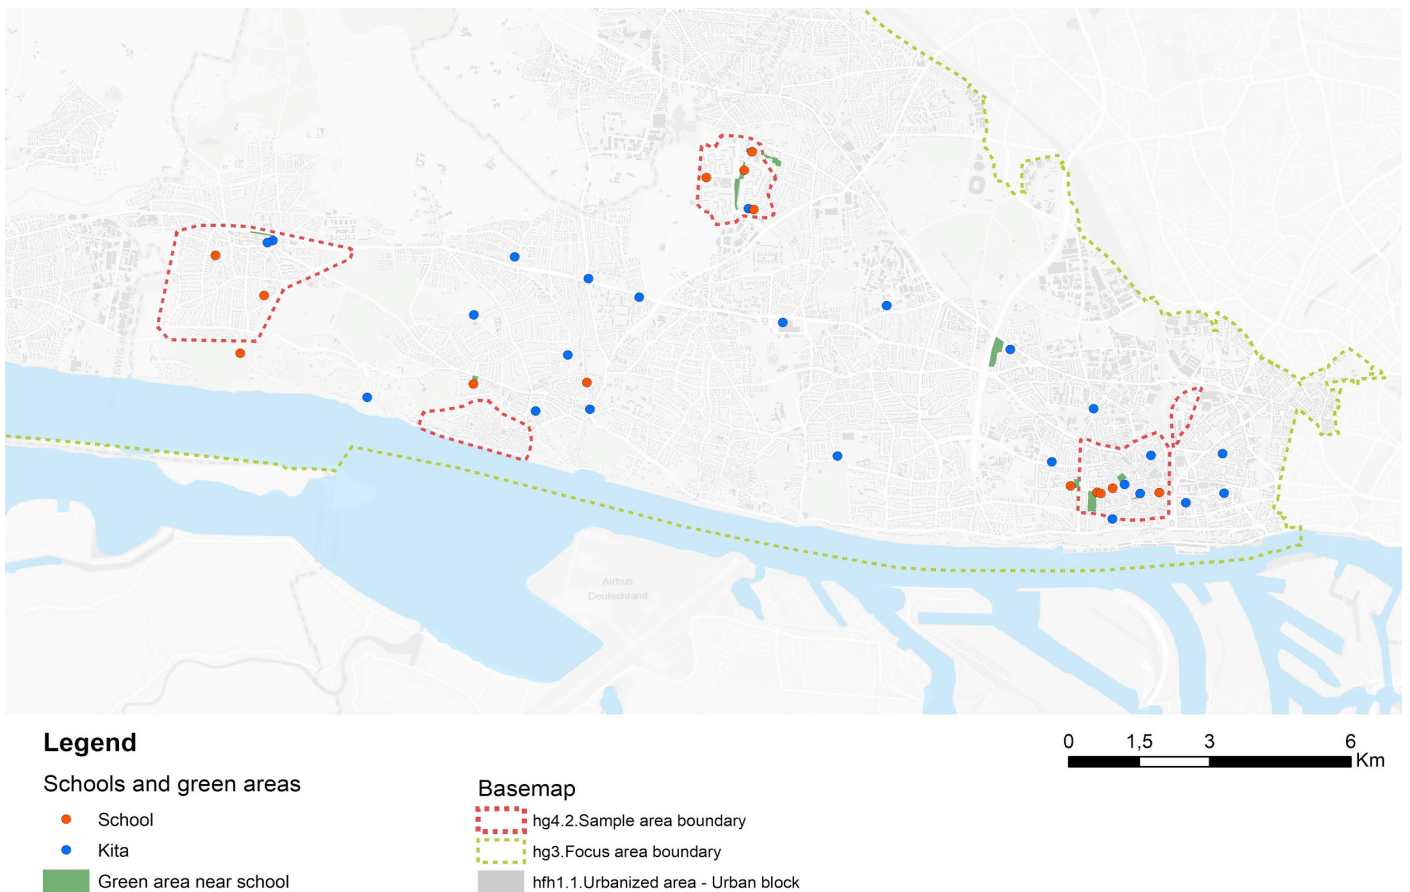 Airbus
Deutschland
Legend
Schools and green areas
School
Kita
Green area near school
Basemap
hg4.2.Sample area boundary
hg3.Focus area boundary
hfh1.1.Urbanized area - Urban block
0 1,5 3 6
Km